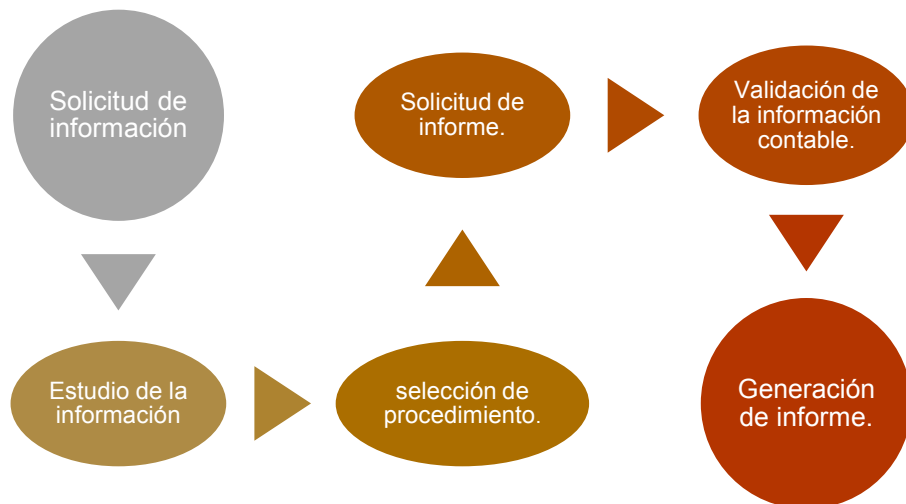 Solicitud de
información
Estudio de la
información
selección de
procedimiento.
Solicitud de
informe.
Validación de
la información
contable.
Generación
de informe.